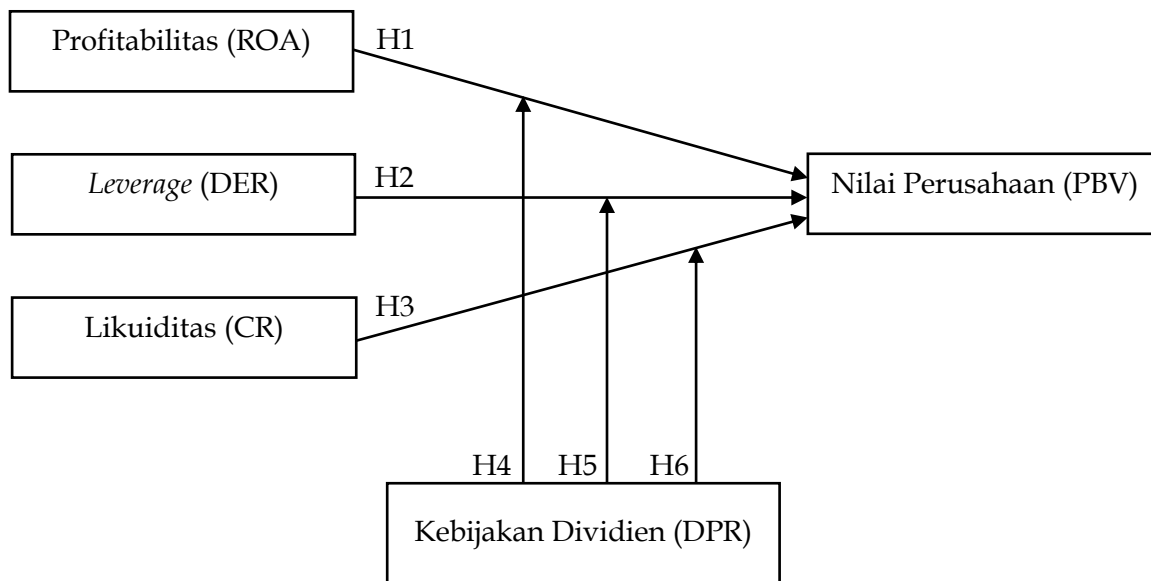 Profitabilitas (ROA)
H1
Leverage (DER)
H2
Nilai Perusahaan (PBV)
Likuiditas (CR)
H3
H4 H5 H6
Kebijakan Dividien (DPR)